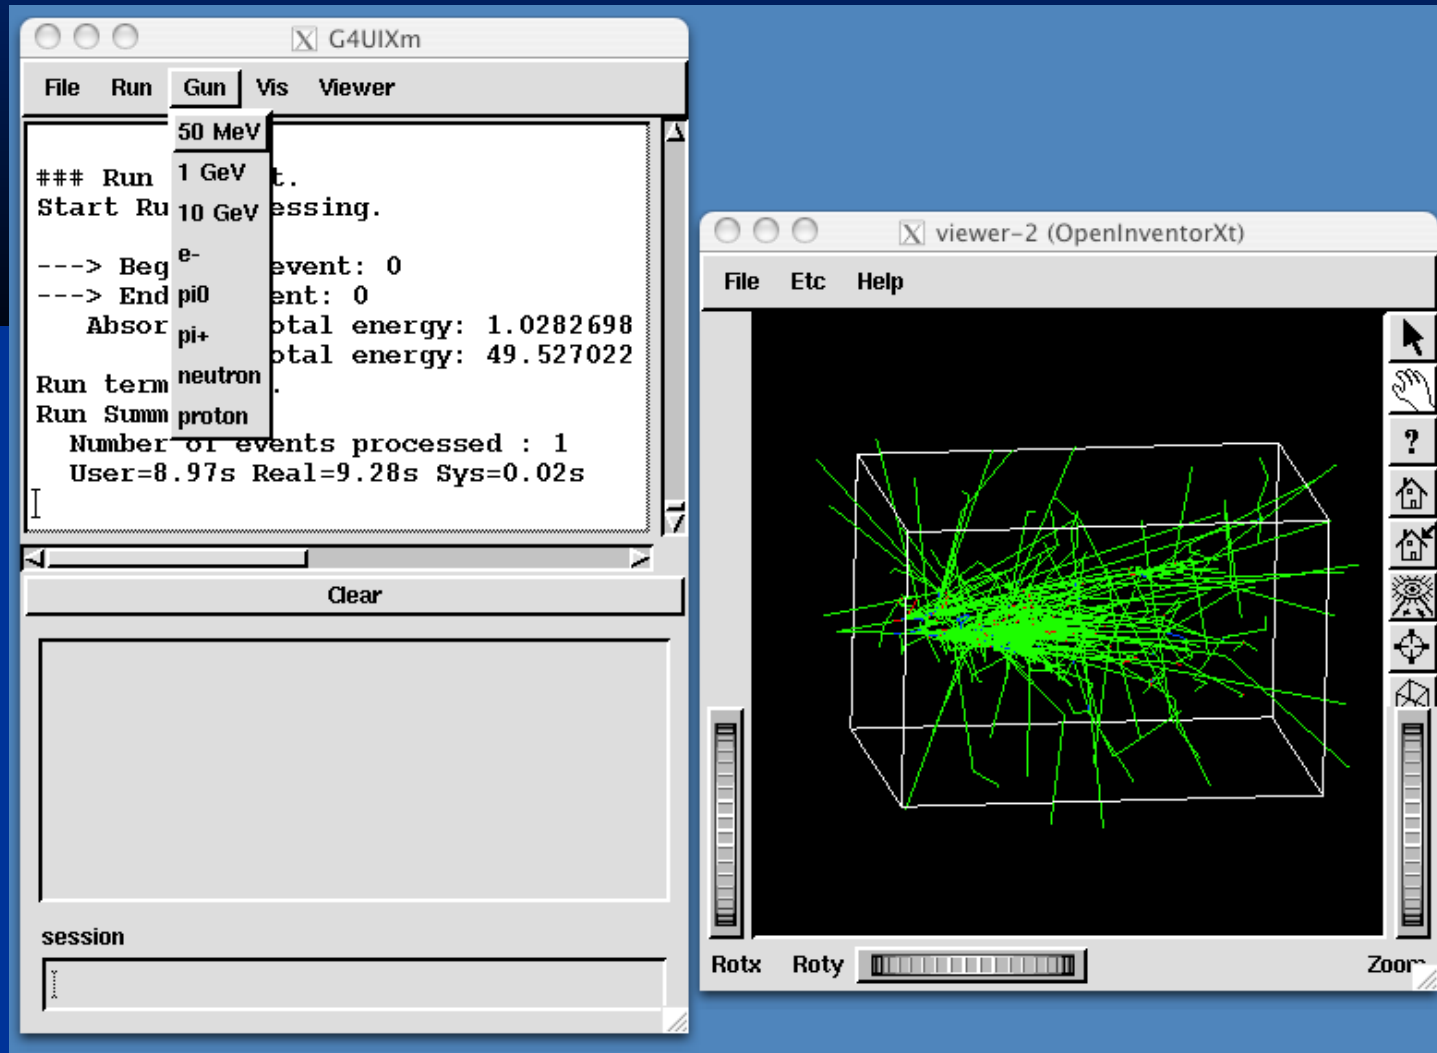 G4UIXm
File Run Gun Vis Viewer
50 MeV
1 GeV
10 GeV
e-
pi0
pi+
neutron
proton
### Run t.
Start Ru essing.
---> Beg event: 0
---> End ent: 0
Absor otal energy: 1.0282698
otal energy: 49.527022
Run term .
Run Summ
Number of events processed : 1
User=8.97s Real=9.28s Sys=0.02s
Clear
session
viewer-2 (OpenInventorXt)
File Etc Help
?
Rotx Roty Zoom